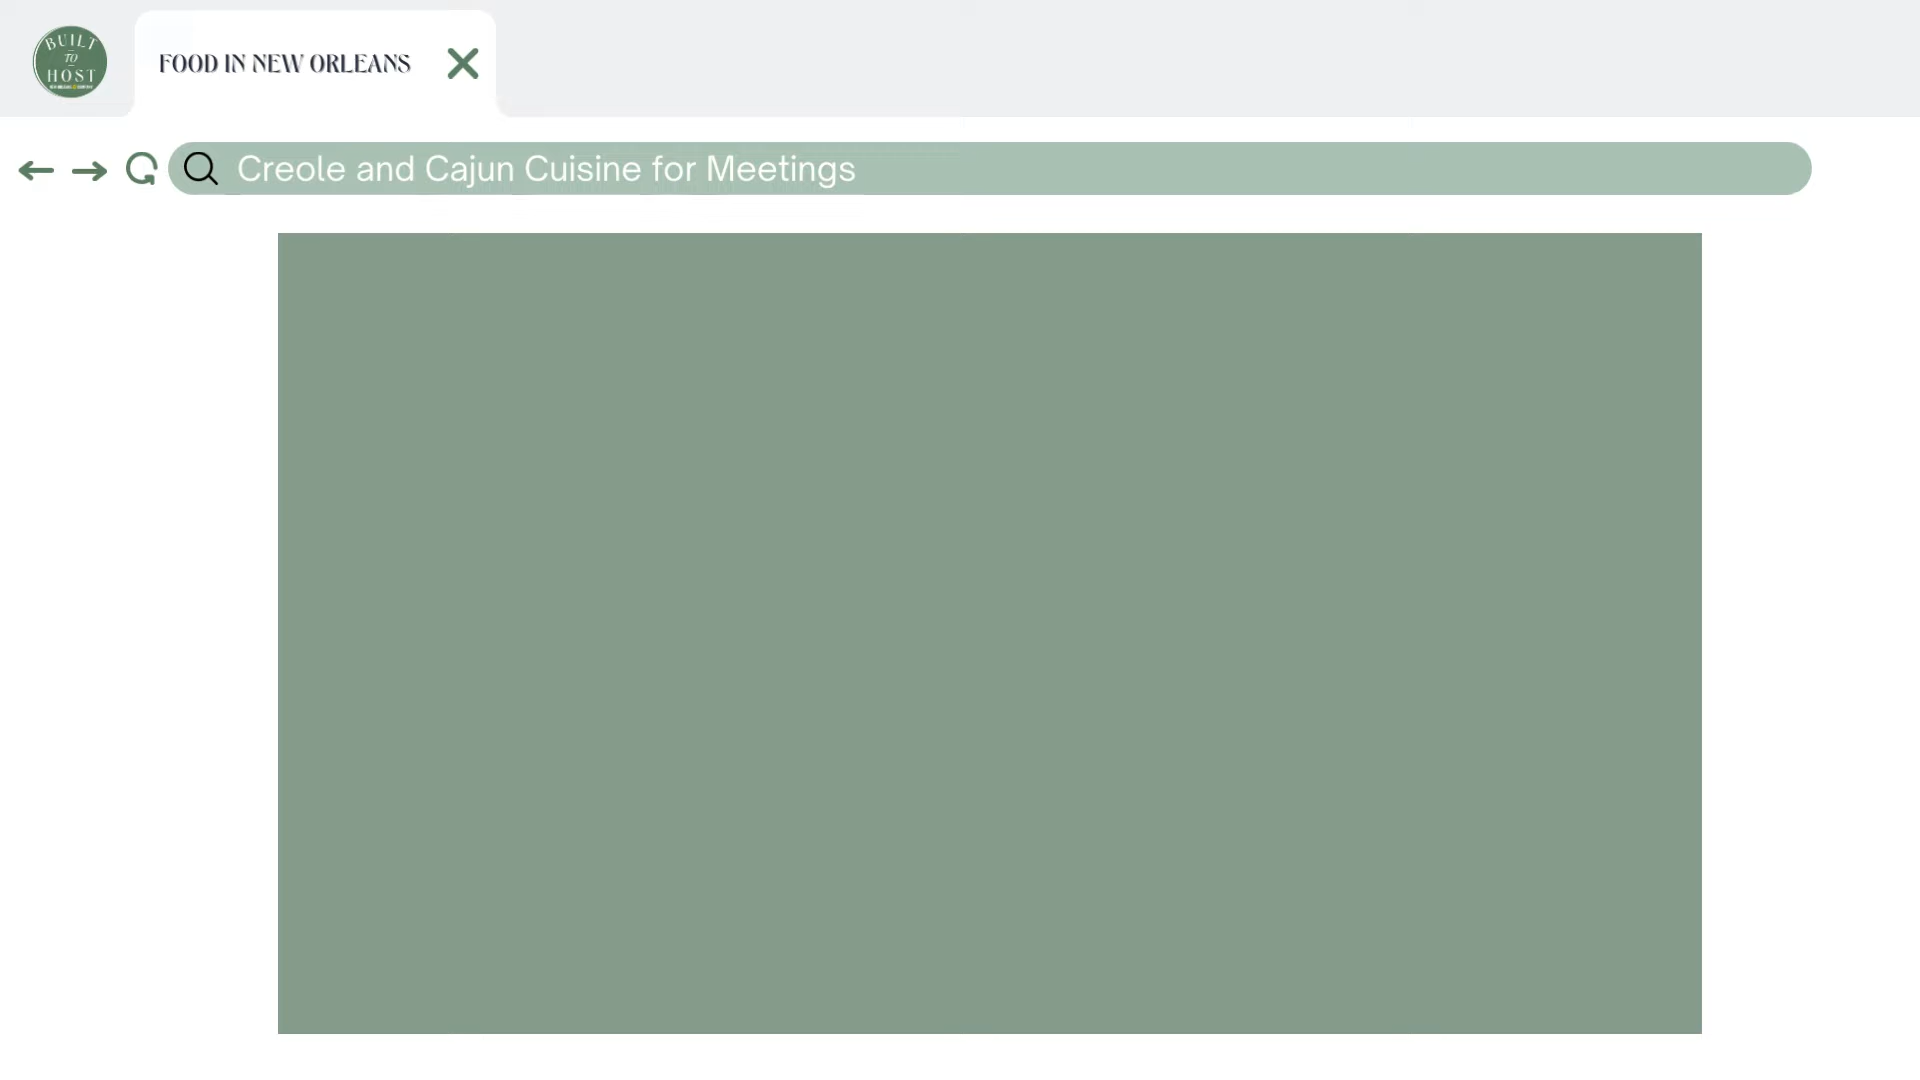 BUILT
TO
HOST
FOOD IN NEW ORLEANS
Creole and Cajun Cuisine for Meetings